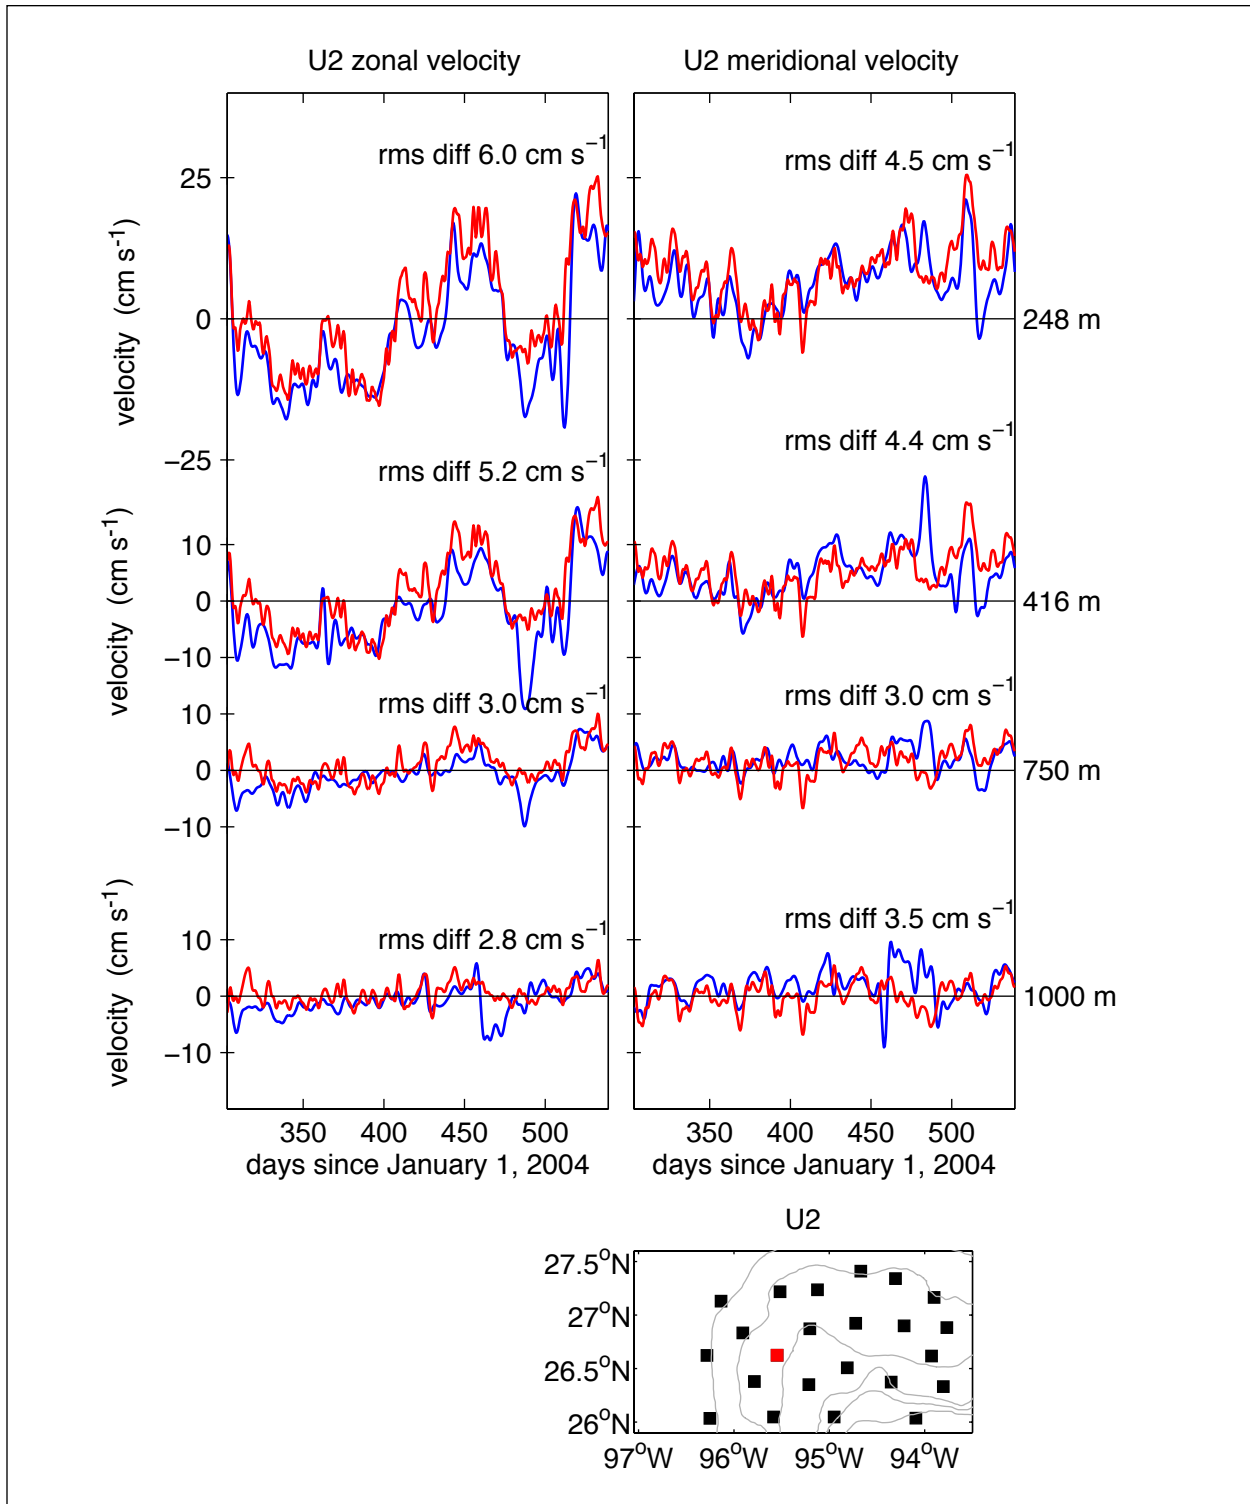 U2 zonal velocity
U2 meridional velocity
rms diff 6.0 cm s⁻¹
rms diff 4.5 cm s⁻¹
25
0
−25
velocity (cm s⁻¹)
248 m
rms diff 5.2 cm s⁻¹
rms diff 4.4 cm s⁻¹
10
0
−10
velocity (cm s⁻¹)
416 m
rms diff 3.0 cm s⁻¹
rms diff 3.0 cm s⁻¹
10
0
−10
750 m
rms diff 2.8 cm s⁻¹
rms diff 3.5 cm s⁻¹
10
0
−10
velocity (cm s⁻¹)
1000 m
350 400 450 500
350 400 450 500
days since January 1, 2004
days since January 1, 2004
U2
27.5°N
27°N
26.5°N
26°N
97°W 96°W 95°W 94°W